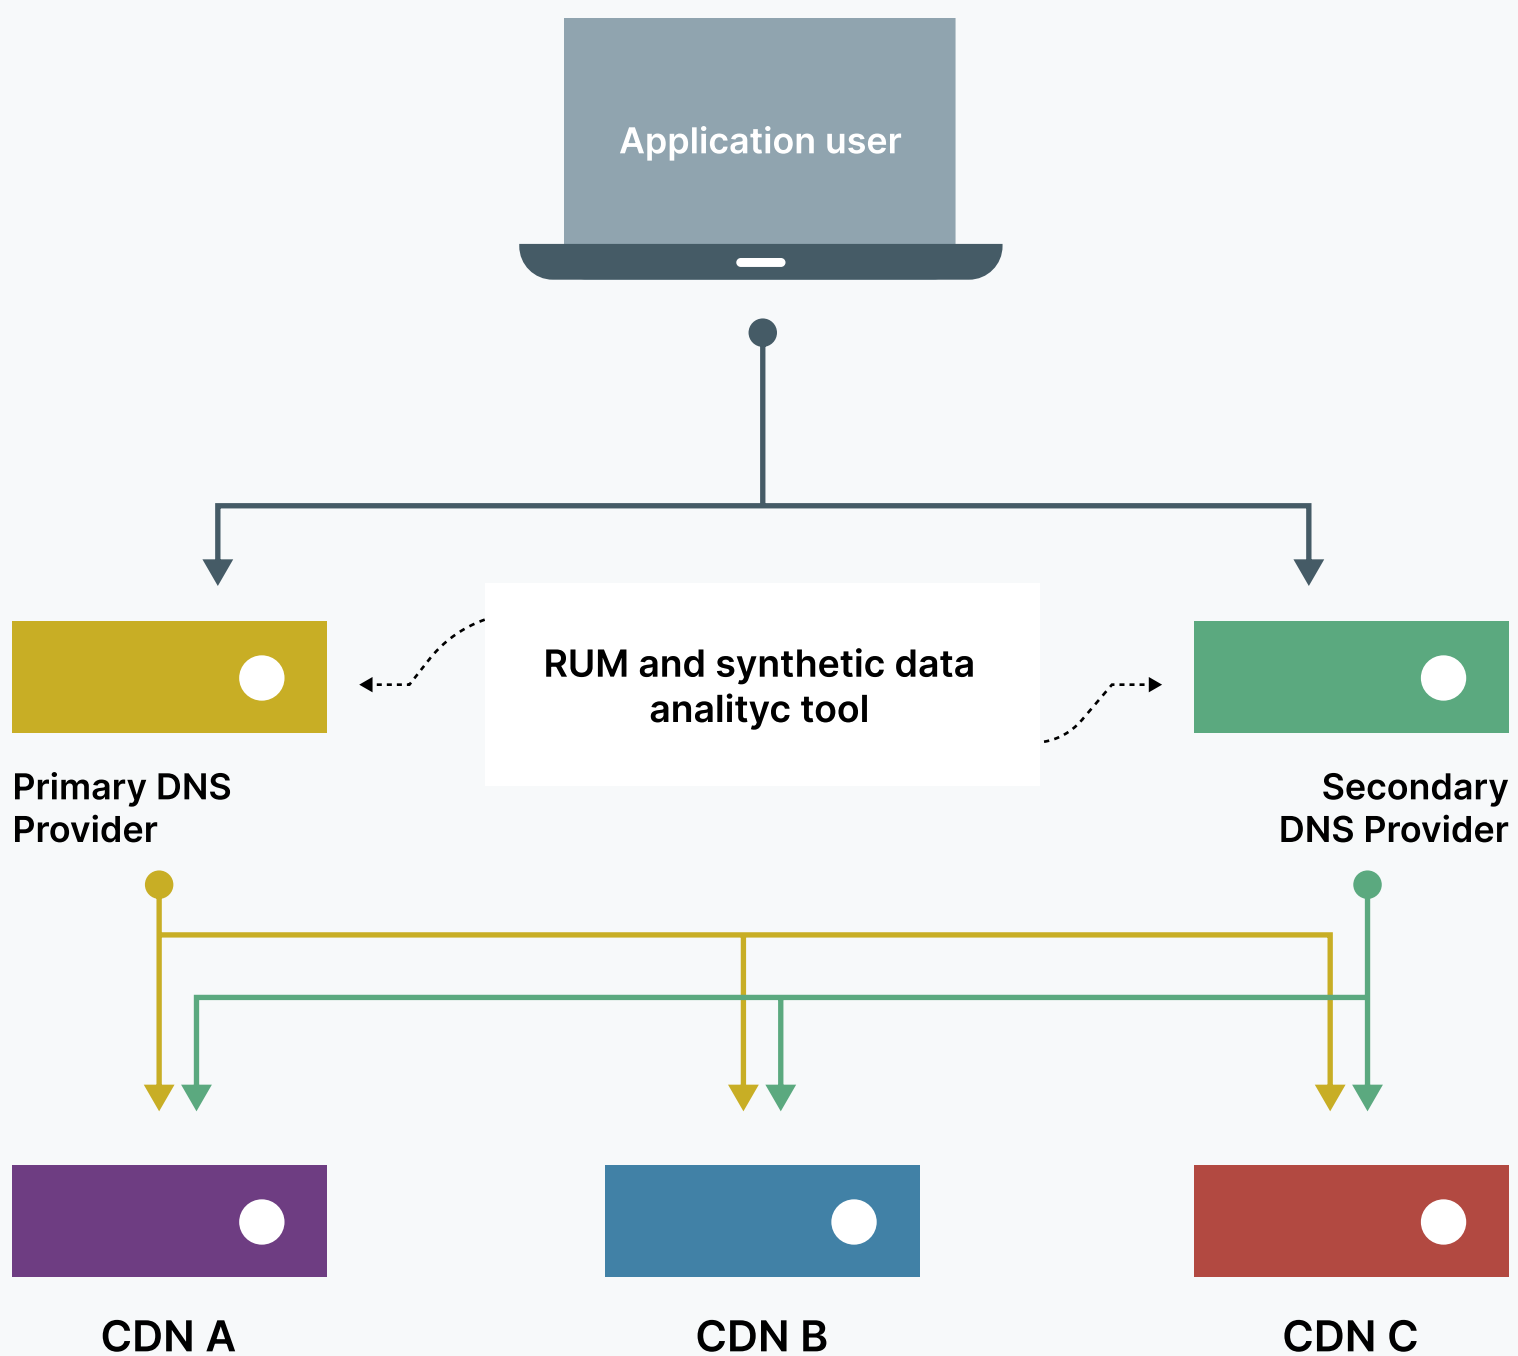 Application user
RUM and synthetic data
analityc tool
Primary DNS
Provider
Secondary
DNS Provider
CDN A
CDN B
CDN C